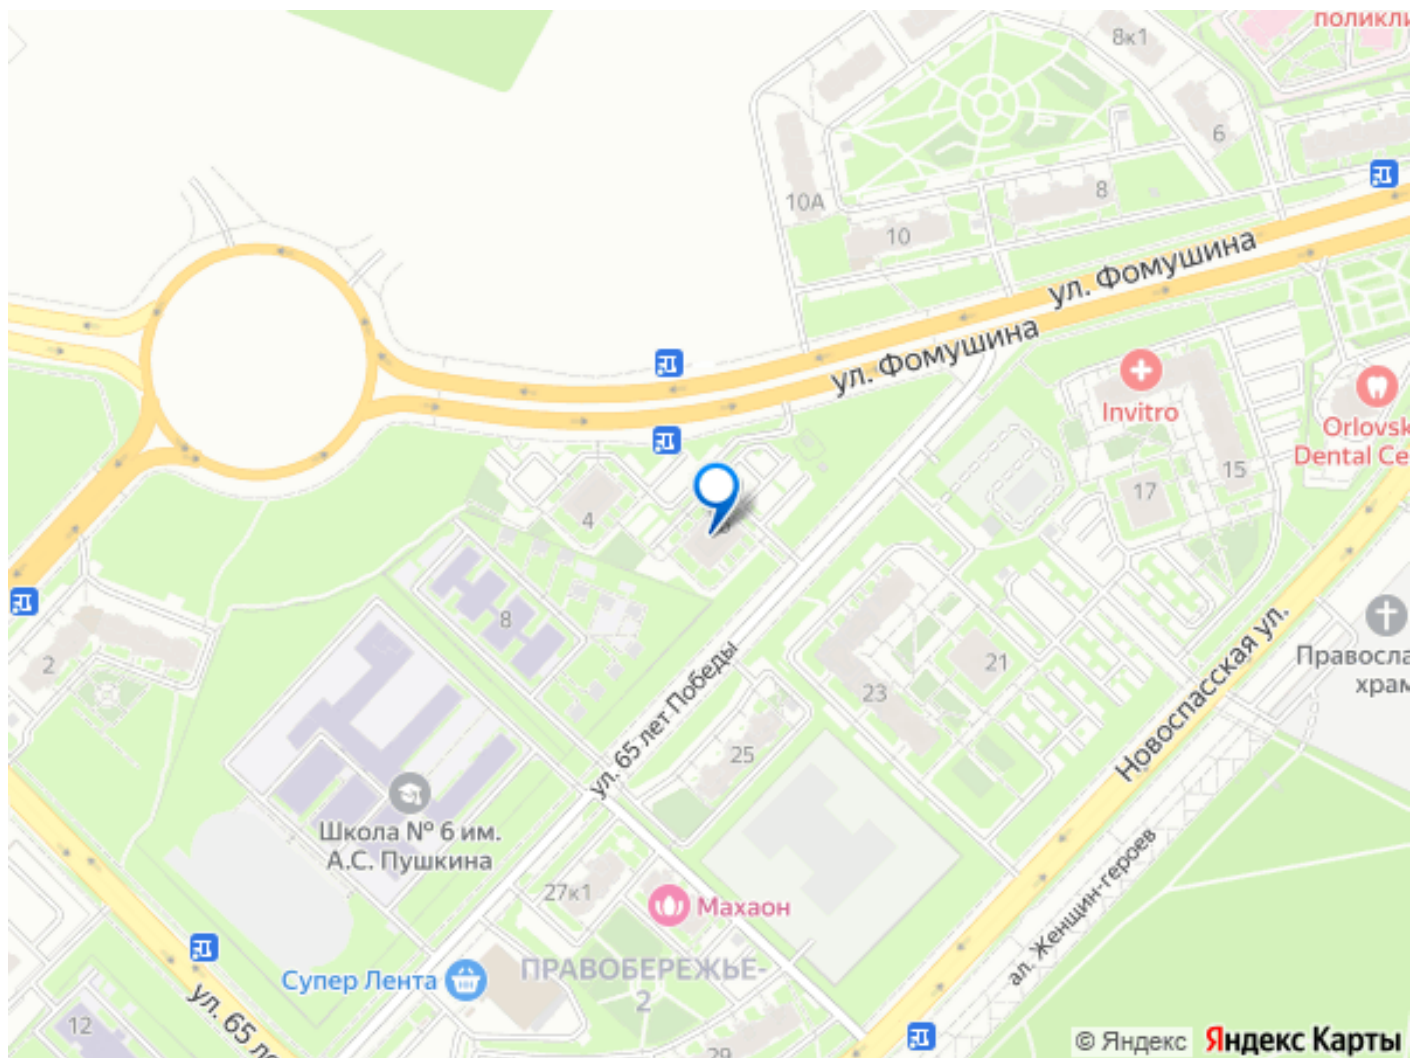 поликли
8к1
6
10А
8
10
ул. Фомушина
ул. Фомушина
Invitro
Orlovsk
Dental Ce
15
17
4
8
2
21
23
25
ул. 65 лет Победы
Новоспасская ул.
Правосла
храм
Школа № 6 им.
А.С. Пушкина
27к1
Махаон
ал. Женщин-героев
Супер Лента
ПРАВОБЕРЕЖЬЕ-
2
ул. 65 ле
12
29
© Яндекс Яндекс Карты